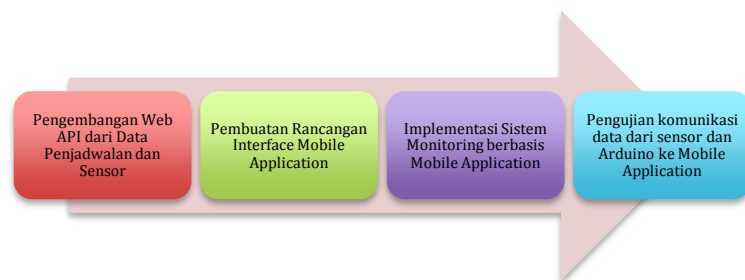 Pengembangan Web
API dari Data
Penjadwalan dan
Sensor
Pembuatan Rancangan
Interface Mobile
Application
Implementasi Sistem
Monitoring berbasis
Mobile Application
Pengujian komunikasi
data dari sensor dan
Arduino ke Mobile
Application